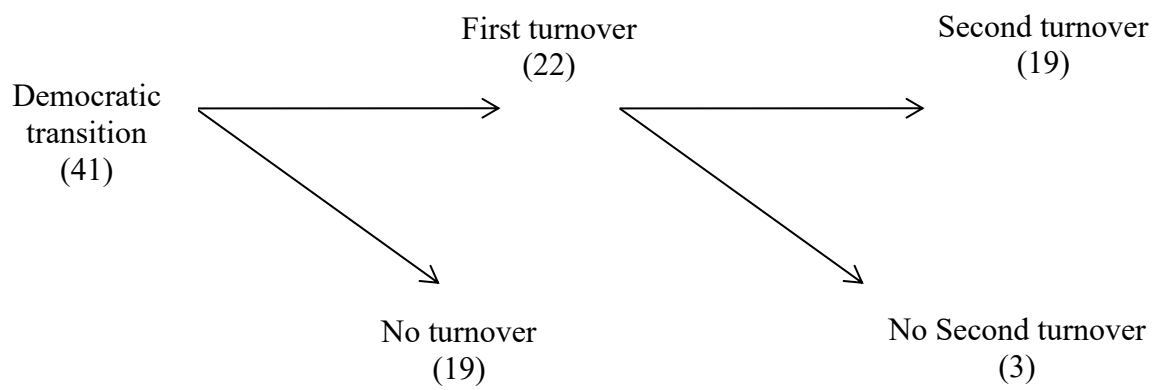 First turnover
(22)
Second turnover
(19)
Democratic
transition
(41)
No turnover
(19)
No Second turnover
(3)